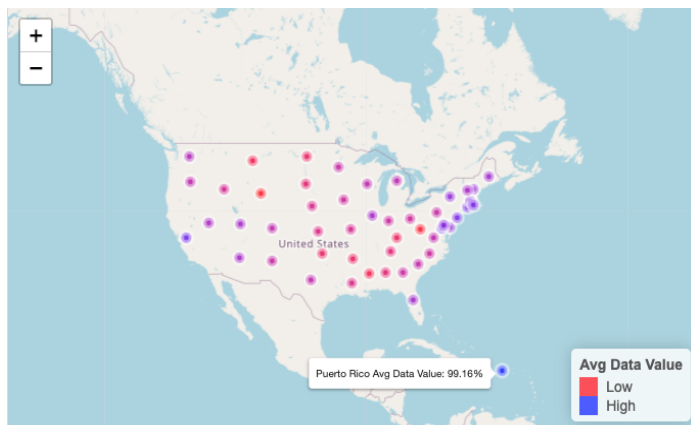 +
−
United States
Puerto Rico Avg Data Value: 99.16%
Avg Data Value
Low
High